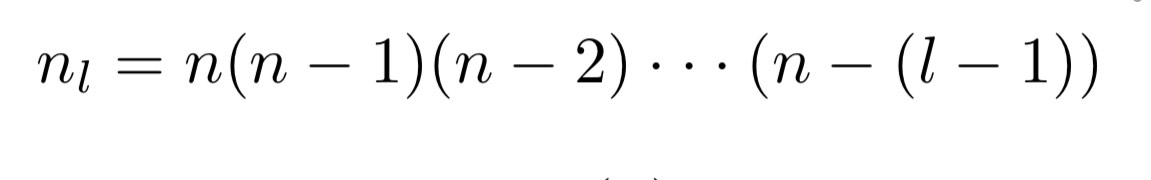 n_l = n(n − 1)(n − 2) · · · (n − (l − 1))